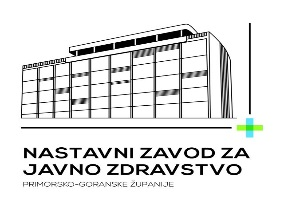 NASTAVNI ZAVOD ZA
JAVNO ZDRAVSTVO
PRIMORSKO-GORANSKE ŽUPANIJE